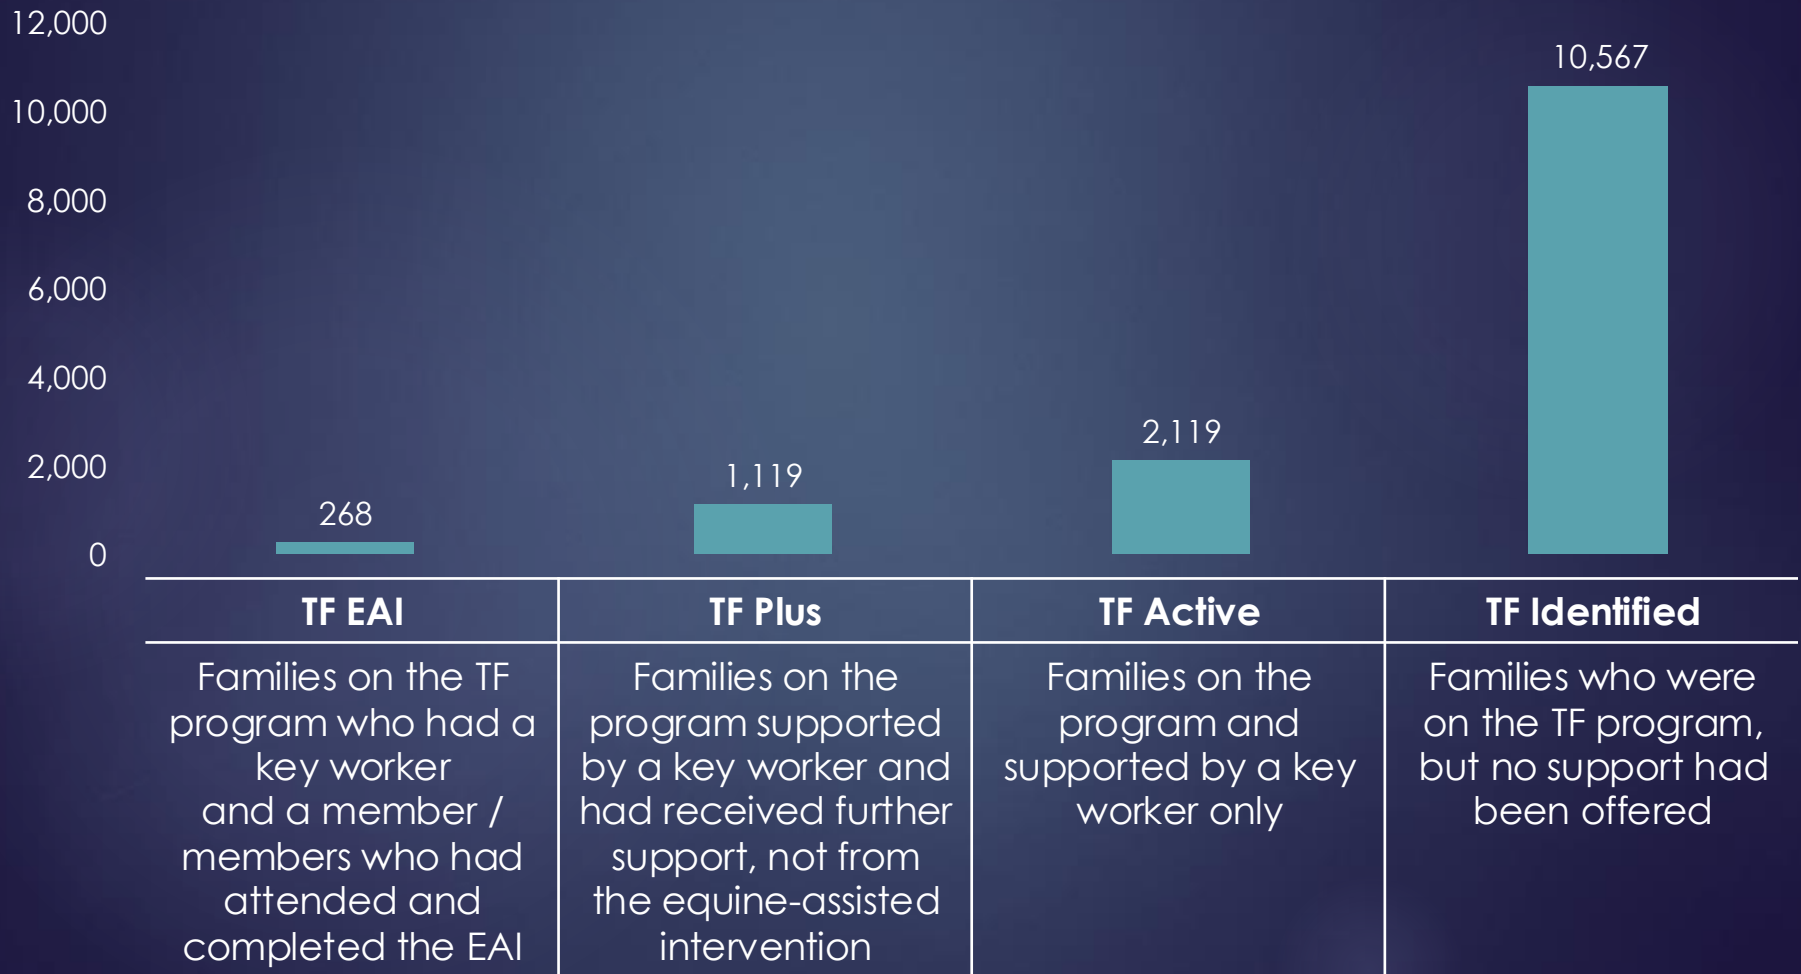 12,000
10,000
8,000
6,000
4,000
2,000
0
268
1,119
2,119
10,567
TF EAI
Families on the TF
program who had a
key worker
and a member /
members who had
attended and
completed the EAI
TF Plus
Families on the
program supported
by a key worker and
had received further
support, not from
the equine-assisted
intervention
TF Active
Families on the
program and
supported by a key
worker only
TF Identified
Families who were
on the TF program,
but no support had
been offered